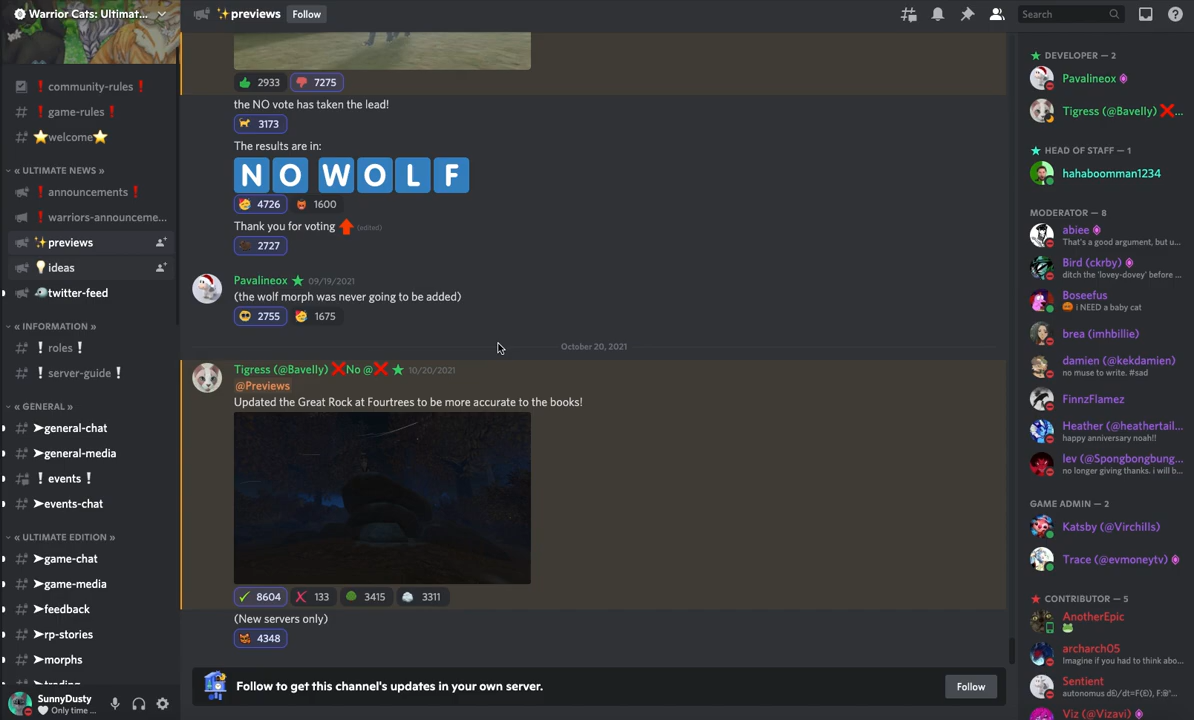 Warrior Cats: Ultimat...
❗community-rules❗
❗game-rules❗
⭐welcome⭐
« ULTIMATE NEWS »
❗announcements❗
❗warriors-announceme...
✨previews
💡ideas
twitter-feed
« INFORMATION »
❕roles❕
❕server-guide❕
« GENERAL »
➤general-chat
➤general-media
❕events❕
➤events-chat
« ULTIMATE EDITION »
➤game-chat
➤game-media
➤feedback
➤rp-stories
➤morphs
SunnyDusty
🤍 Only time ...
✨previews
Follow
Search
2933 7275
the NO vote has taken the lead!
3173
The results are in:
NO WOLF
4726 1600
Thank you for voting (edited)
2727
Pavalineox 09/19/2021
(the wolf morph was never going to be added)
2755 1675
October 20, 2021
Tigress (@Bavelly) ❌No @❌ 10/20/2021
@Previews
Updated the Great Rock at Fourtrees to be more accurate to the books!
8604 133 3415 3311
(New servers only)
4348
Follow to get this channel's updates in your own server.
Follow
DEVELOPER — 2
Pavalineox
Tigress (@Bavelly) ❌...
HEAD OF STAFF — 1
hahaboomman1234
MODERATOR — 8
abiee
That's a good argument, but u...
Bird (ckrby)
ditch the 'lovey-dovey' before ...
Boseefus
🎃 i NEED a baby cat
brea (imhbillie)
damien (@kekdamien)
no muse to write. #sad
FinnzFlamez
Heather (@heathertail...
happy anniversary noah!!
lev (@Spongbongbung...
no longer giving thanks. i will b...
GAME ADMIN — 2
Katsby (@Virchills)
Trace (@evmoneytv)
CONTRIBUTOR — 5
AnotherEpic
archarch05
Imagine if you had to think abo...
Sentient
Viz (@Vizavi)